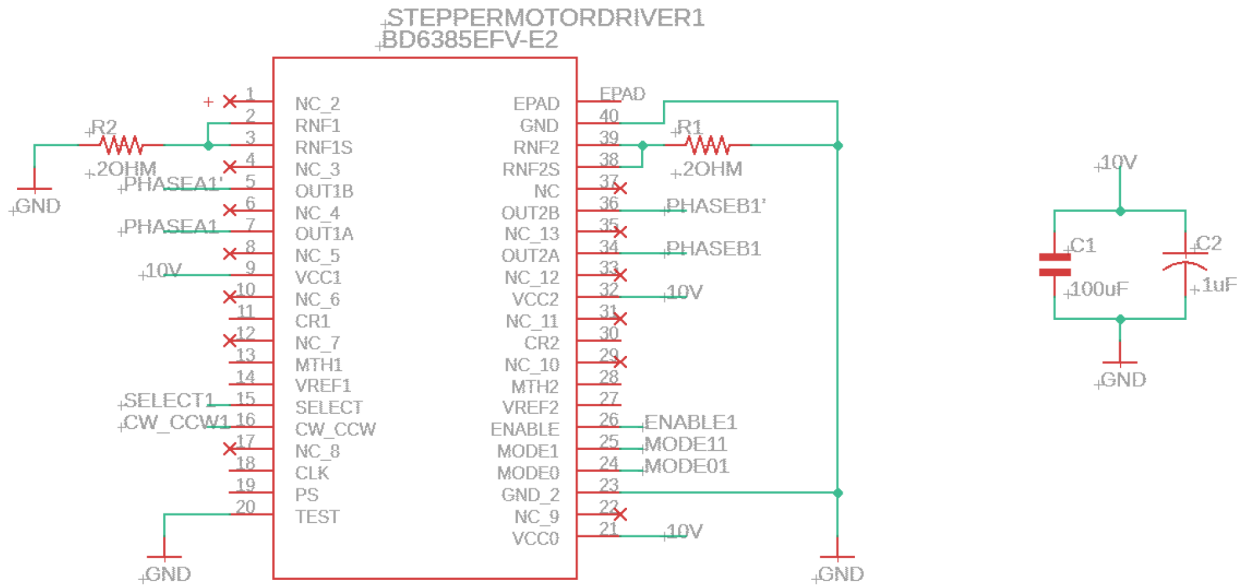 STEPPERMOTORDRIVER1
BD6385EFV-E2
1 NC_2
2 RNF1
3 RNF1S
4 NC_3
5 OUT1B
6 NC_4
7 OUT1A
8 NC_5
9 VCC1
10 NC_6
11 CR1
12 NC_7
13 MTH1
14 VREF1
15 SELECT
16 CW_CCW
17 NC_8
18 CLK
19 PS
20 TEST
R2
2OHM
GND
PHASEA1'
PHASEA1
10V
SELECT1
CW_CCW1
GND
EPAD EPAD
GND 40
RNF2 39
RNF2S 38
NC 37
OUT2B 36
NC_13 35
OUT2A 34
NC_12 33
VCC2 32
NC_11 31
CR2 30
NC_10 29
MTH2 28
VREF2 27
ENABLE 26
MODE1 25
MODE0 24
GND_2 23
NC_9 22
VCC0 21
R1
2OHM
PHASEB1'
PHASEB1
10V
ENABLE1
MODE11
MODE01
10V
GND
10V
C1
100uF
C2
1uF
GND